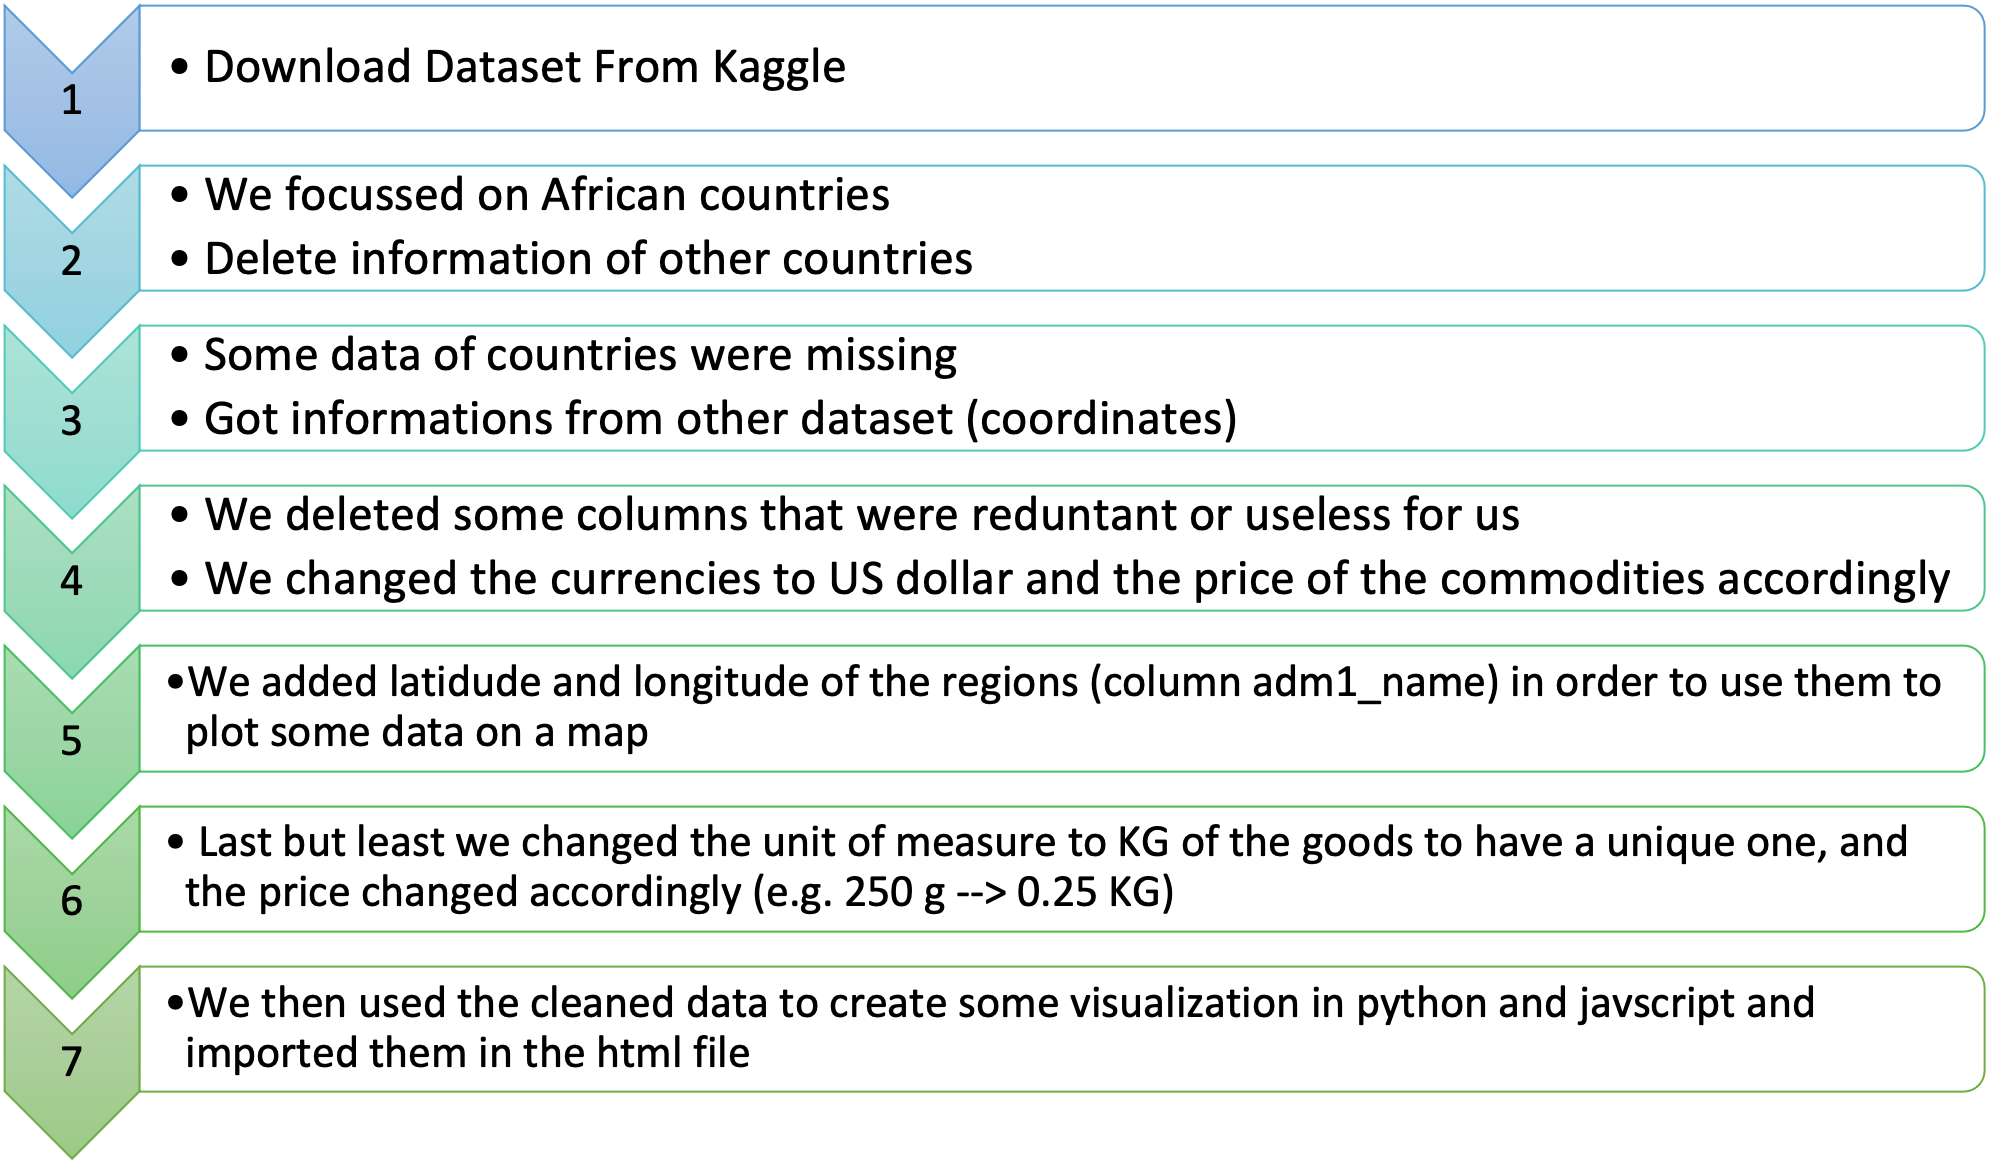 1
• Download Dataset From Kaggle
2
• We focussed on African countries
• Delete information of other countries
3
• Some data of countries were missing
• Got informations from other dataset (coordinates)
4
• We deleted some columns that were reduntant or useless for us
• We changed the currencies to US dollar and the price of the commodities accordingly
5
•We added latidude and longitude of the regions (column adm1_name) in order to use them to
plot some data on a map
6
• Last but least we changed the unit of measure to KG of the goods to have a unique one, and
the price changed accordingly (e.g. 250 g --> 0.25 KG)
7
•We then used the cleaned data to create some visualization in python and javscript and
imported them in the html file